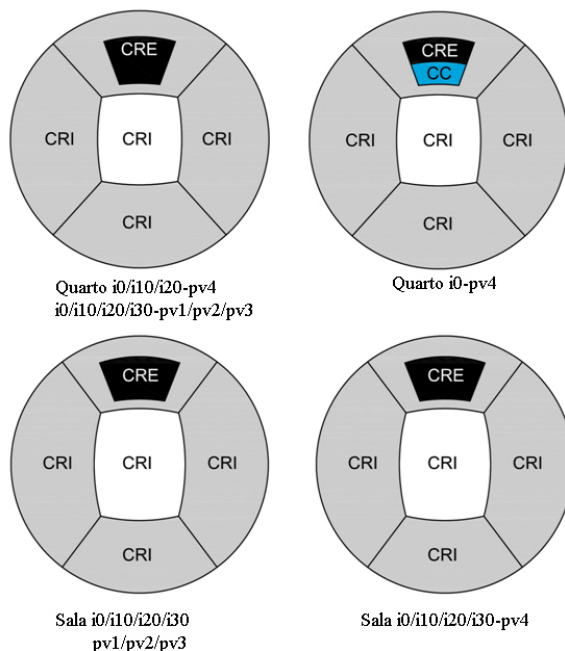 CRE
CRI CRI CRI
CRI
Quarto i0/i10/i20-pv4
i0/i10/i20/i30-pv1/pv2/pv3
CRE
CC
CRI CRI CRI
CRI
Quarto i0-pv4
CRE
CRI CRI CRI
CRI
Sala i0/i10/i20/i30
pv1/pv2/pv3
CRE
CRI CRI CRI
CRI
Sala i0/i10/i20/i30-pv4